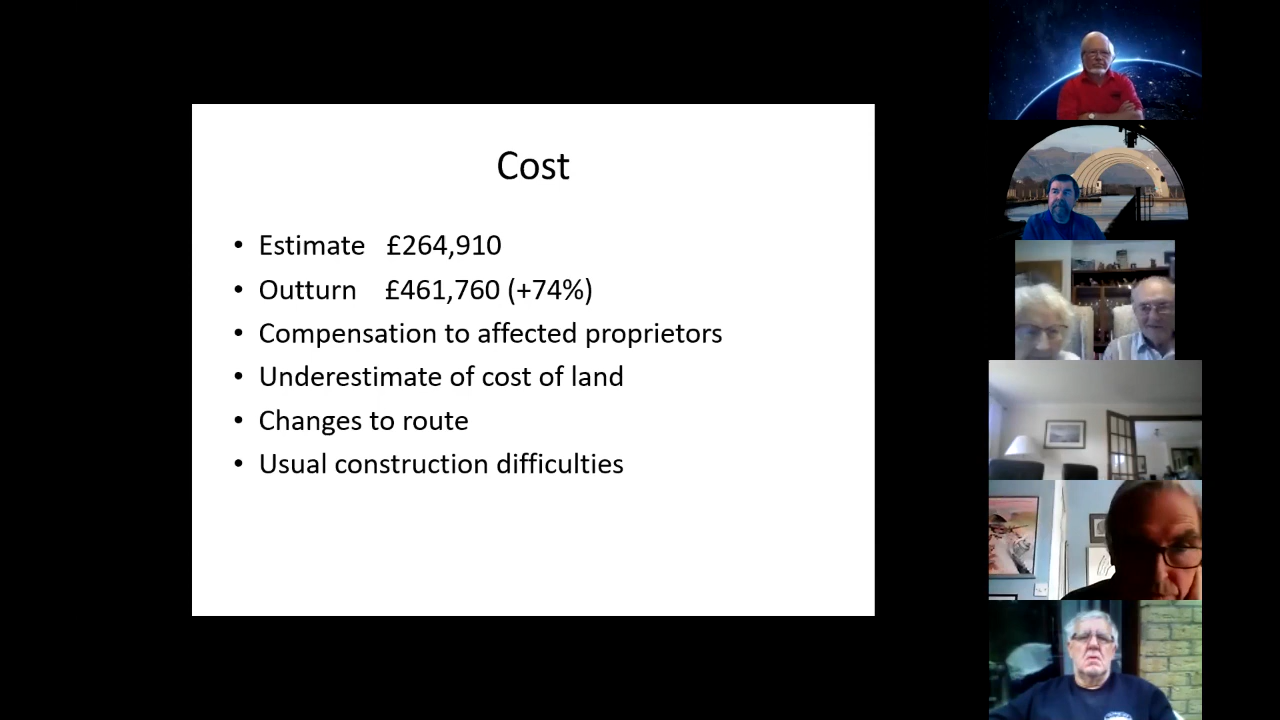 Cost
• Estimate £264,910
• Outturn £461,760 (+74%)
• Compensation to affected proprietors
• Underestimate of cost of land
• Changes to route
• Usual construction difficulties